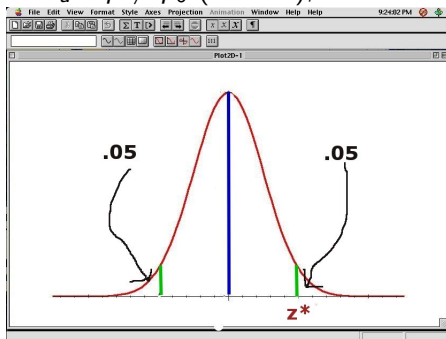 File Edit View Format Style Axes Projection Animation Window Help Help 9:24:02 PM
Σ T
x x X ¶
Plot2D-1
.05 .05
z*